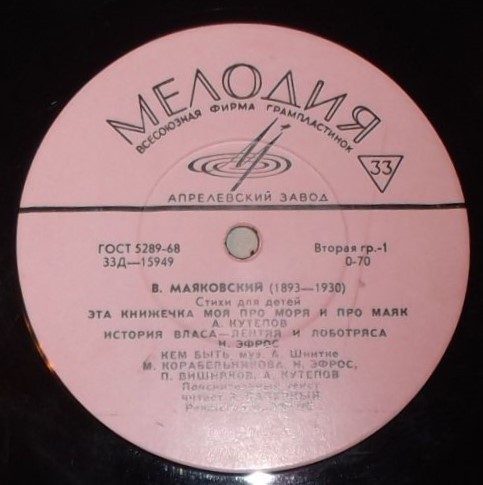 МЕЛОДИЯ
ВСЕСОЮЗНАЯ ФИРМА ГРАМПЛАСТИНОК
33
АПРЕЛЕВСКИЙ ЗАВОД
ГОСТ 5289-68
33Д—15949
Вторая гр.-1
0-70
В. МАЯКОВСКИЙ (1893—1930)
Стихи для детей
ЭТА КНИЖЕЧКА МОЯ ПРО МОРЯ И ПРО МАЯК
А. КУТЕПОВ
ИСТОРИЯ ВЛАСА—ЛЕНТЯЯ И ЛОБОТРЯСА
Н. ЭФРОС
КЕМ БЫТЬ муз. А. Шнитке
М. КОРАБЕЛЬНИКОВА, Н. ЭФРОС,
П. ВИШНЯКОВ, А. КУТЕПОВ
Пояснительный текст
читает